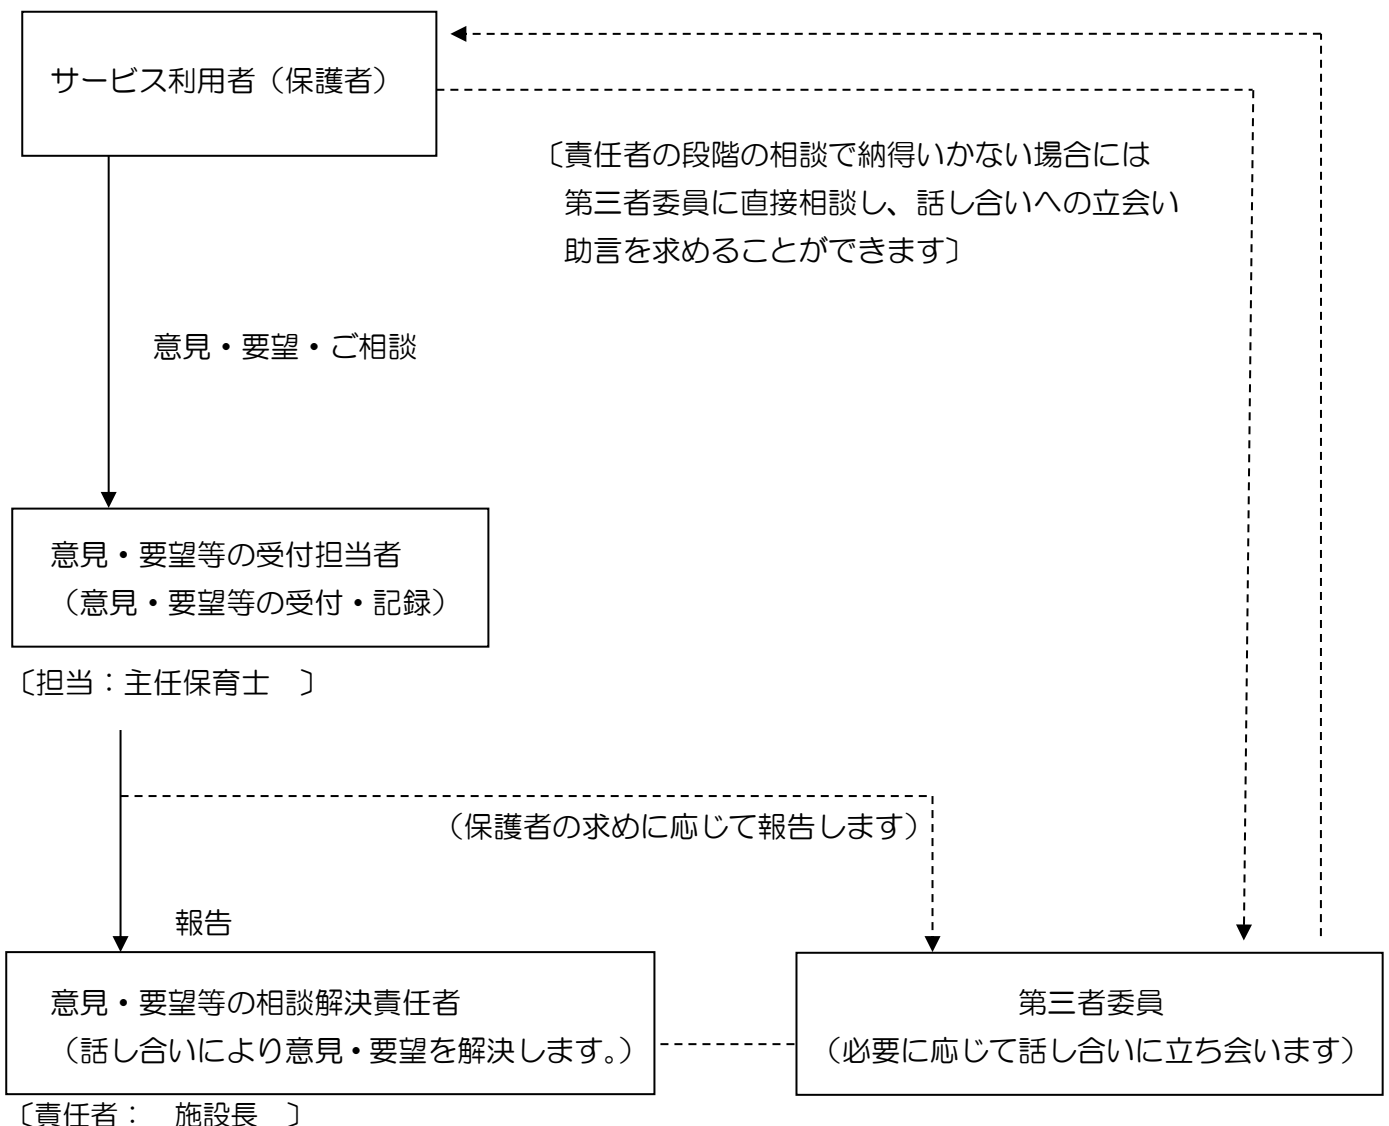 サービス利用者（保護者）
〔責任者の段階の相談で納得いかない場合には
第三者委員に直接相談し、話し合いへの立会い
助言を求めることができます〕
意見・要望・ご相談
意見・要望等の受付担当者
（意見・要望等の受付・記録）
〔担当：主任保育士　〕
（保護者の求めに応じて報告します）
報告
意見・要望等の相談解決責任者
（話し合いにより意見・要望を解決します。）
第三者委員
（必要に応じて話し合いに立ち会います）
〔責任者：　施設長　〕